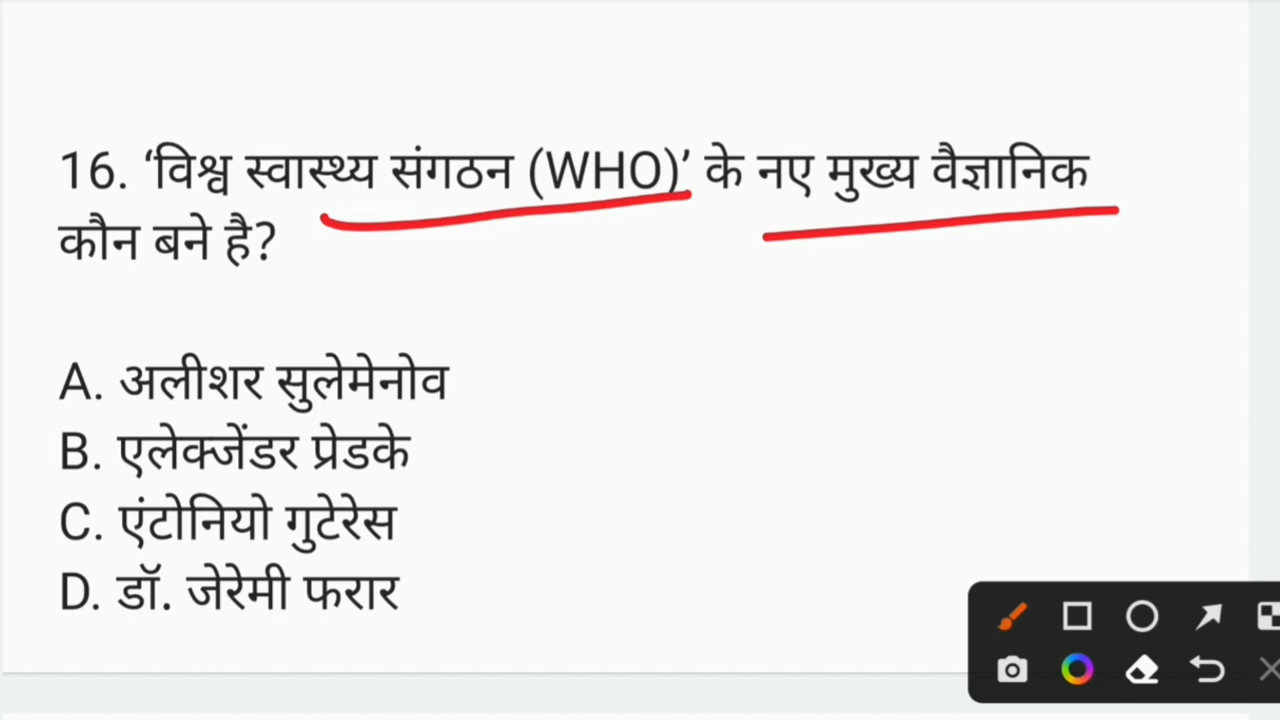 16. ‘विश्व स्वास्थ्य संगठन (WHO)’ के नए मुख्य वैज्ञानिक
कौन बने है?
A. अलीशर सुलेमेनोव
B. एलेक्जेंडर प्रेडके
C. एंटोनियो गुटेरेस
D. डॉ. जेरेमी फरार